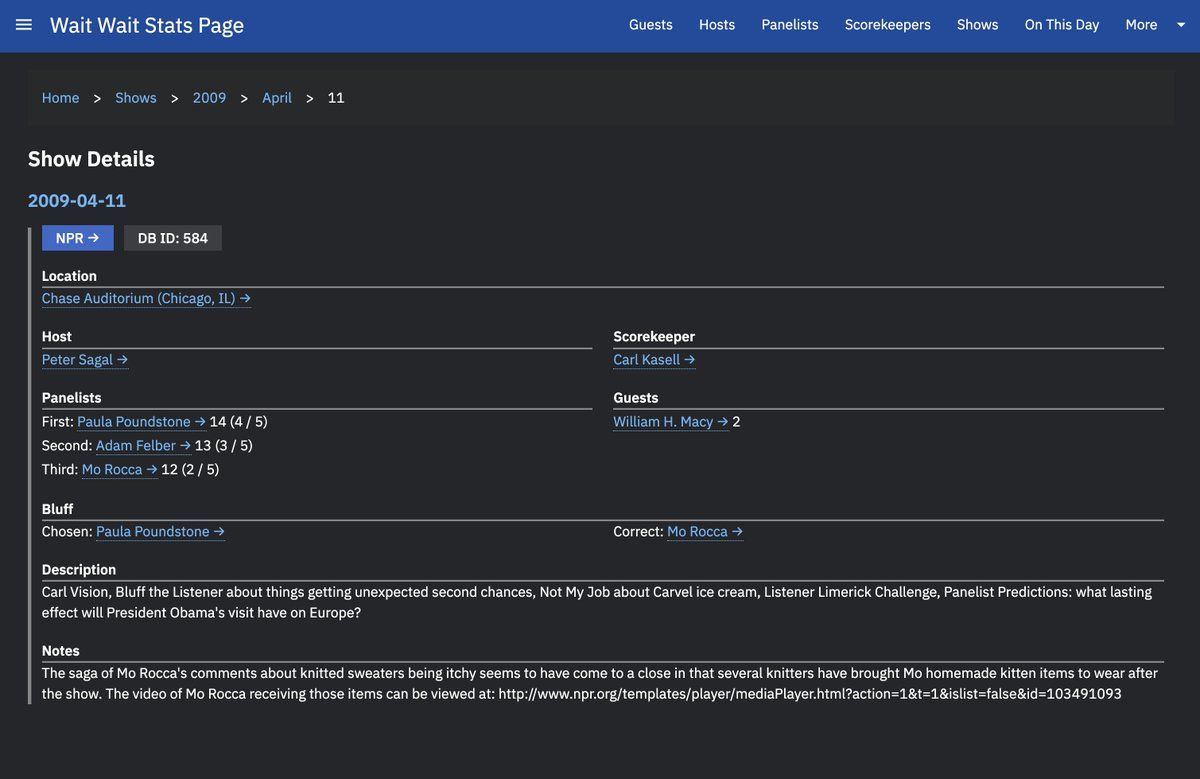 Wait Wait Stats Page
Guests Hosts Panelists Scorekeepers Shows On This Day More
Home > Shows > 2009 > April > 11
Show Details
2009-04-11
NPR → DB ID: 584
Location
Chase Auditorium (Chicago, IL) →
Host
Peter Sagal →
Scorekeeper
Carl Kasell →
Panelists
First: Paula Poundstone → 14 (4 / 5)
Second: Adam Felber → 13 (3 / 5)
Third: Mo Rocca → 12 (2 / 5)
Guests
William H. Macy → 2
Bluff
Chosen: Paula Poundstone →
Correct: Mo Rocca →
Description
Carl Vision, Bluff the Listener about things getting unexpected second chances, Not My Job about Carvel ice cream, Listener Limerick Challenge, Panelist Predictions: what lasting
effect will President Obama's visit have on Europe?
Notes
The saga of Mo Rocca's comments about knitted sweaters being itchy seems to have come to a close in that several knitters have brought Mo homemade kitten items to wear after
the show. The video of Mo Rocca receiving those items can be viewed at: http://www.npr.org/templates/player/mediaPlayer.html?action=1&t=1&islist=false&id=103491093